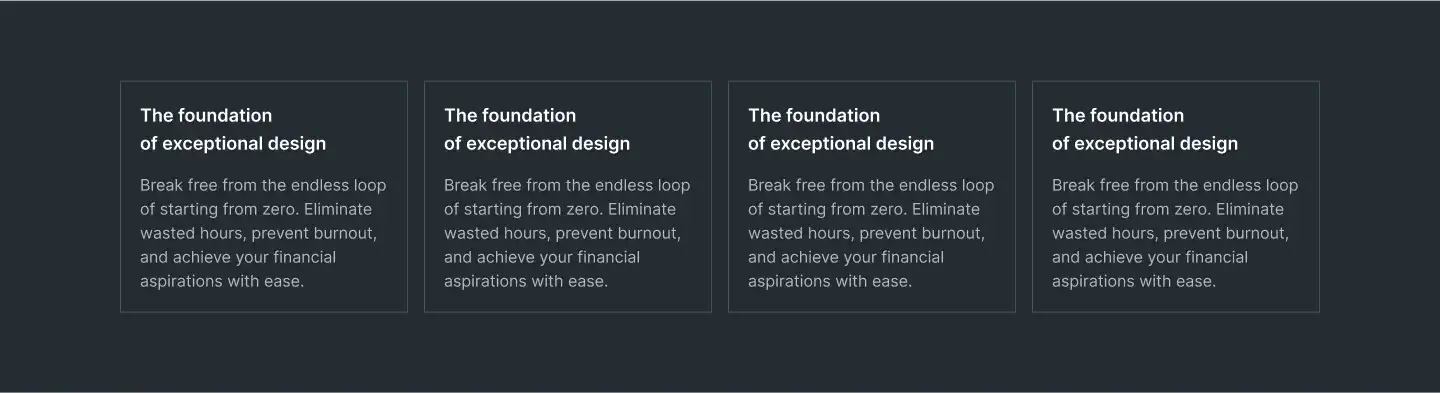 The foundation
of exceptional design
Break free from the endless loop
of starting from zero. Eliminate
wasted hours, prevent burnout,
and achieve your financial
aspirations with ease.
The foundation
of exceptional design
Break free from the endless loop
of starting from zero. Eliminate
wasted hours, prevent burnout,
and achieve your financial
aspirations with ease.
The foundation
of exceptional design
Break free from the endless loop
of starting from zero. Eliminate
wasted hours, prevent burnout,
and achieve your financial
aspirations with ease.
The foundation
of exceptional design
Break free from the endless loop
of starting from zero. Eliminate
wasted hours, prevent burnout,
and achieve your financial
aspirations with ease.